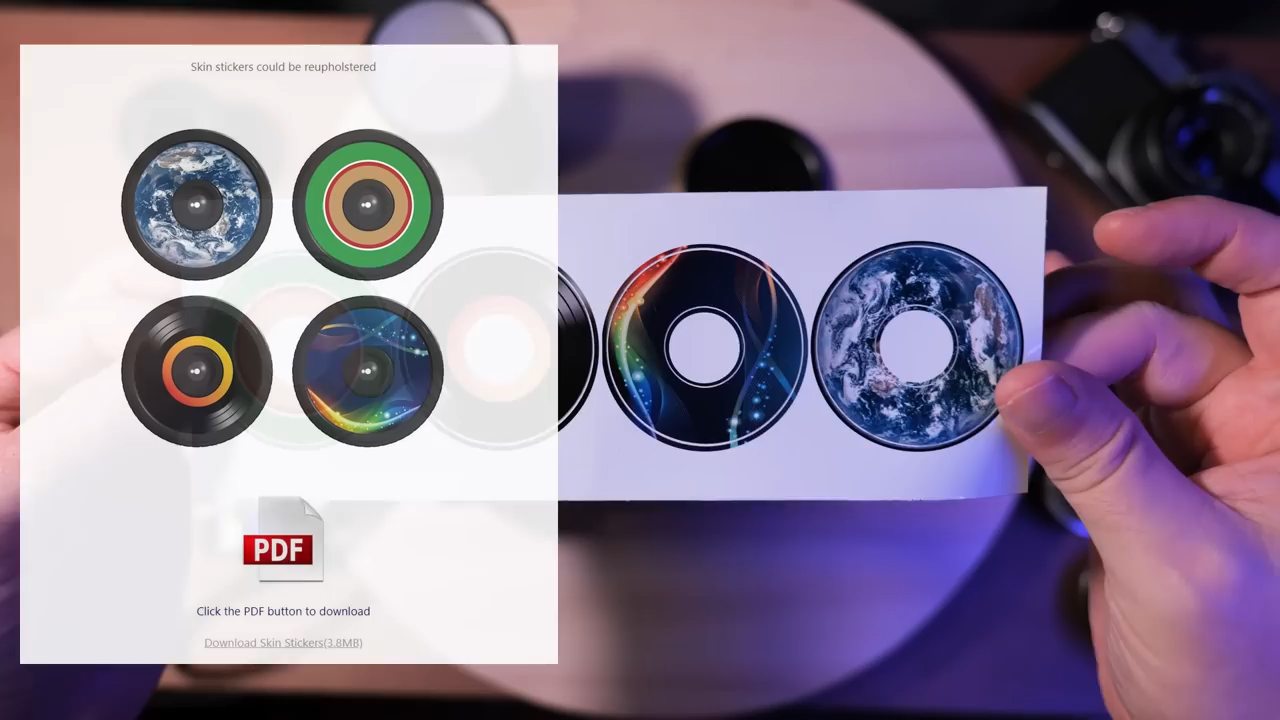 Skin stickers could be reupholstered
PDF
Click the PDF button to download
Download Skin Stickers(3.8MB)